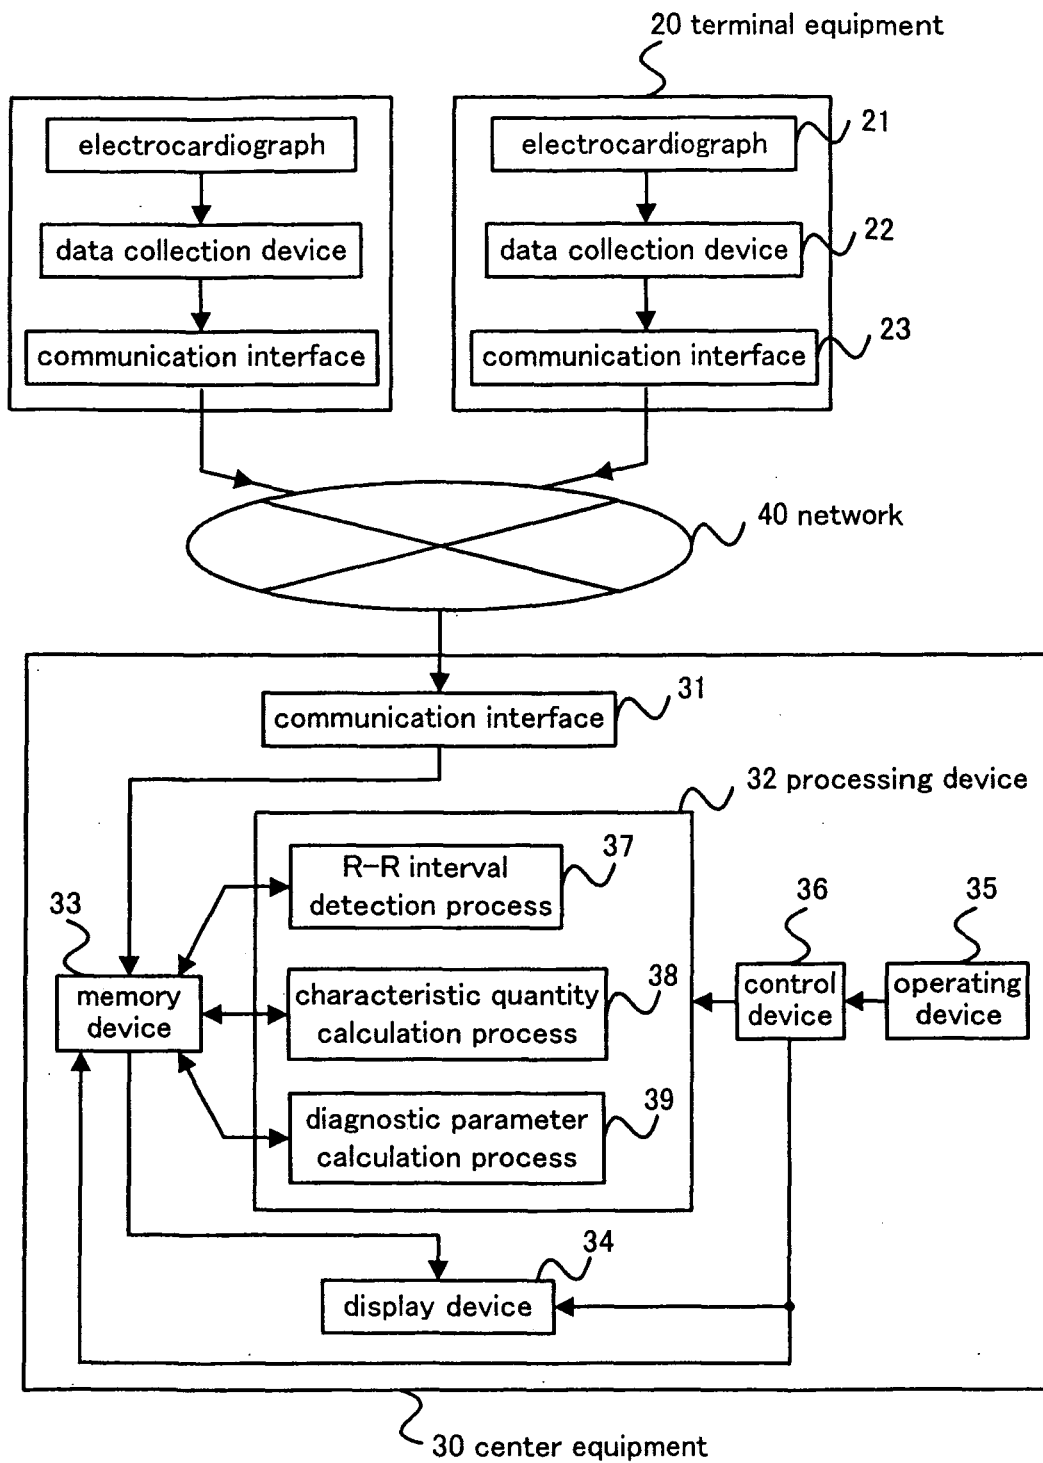 20 terminal equipment
electrocardiograph
data collection device
communication interface
electrocardiograph
21
data collection device
22
communication interface
23
40 network
communication interface
31
32 processing device
R-R interval
detection process
37
33
memory
device
characteristic quantity
calculation process
38
36
control
device
35
operating
device
diagnostic parameter
calculation process
39
34
display device
30 center equipment